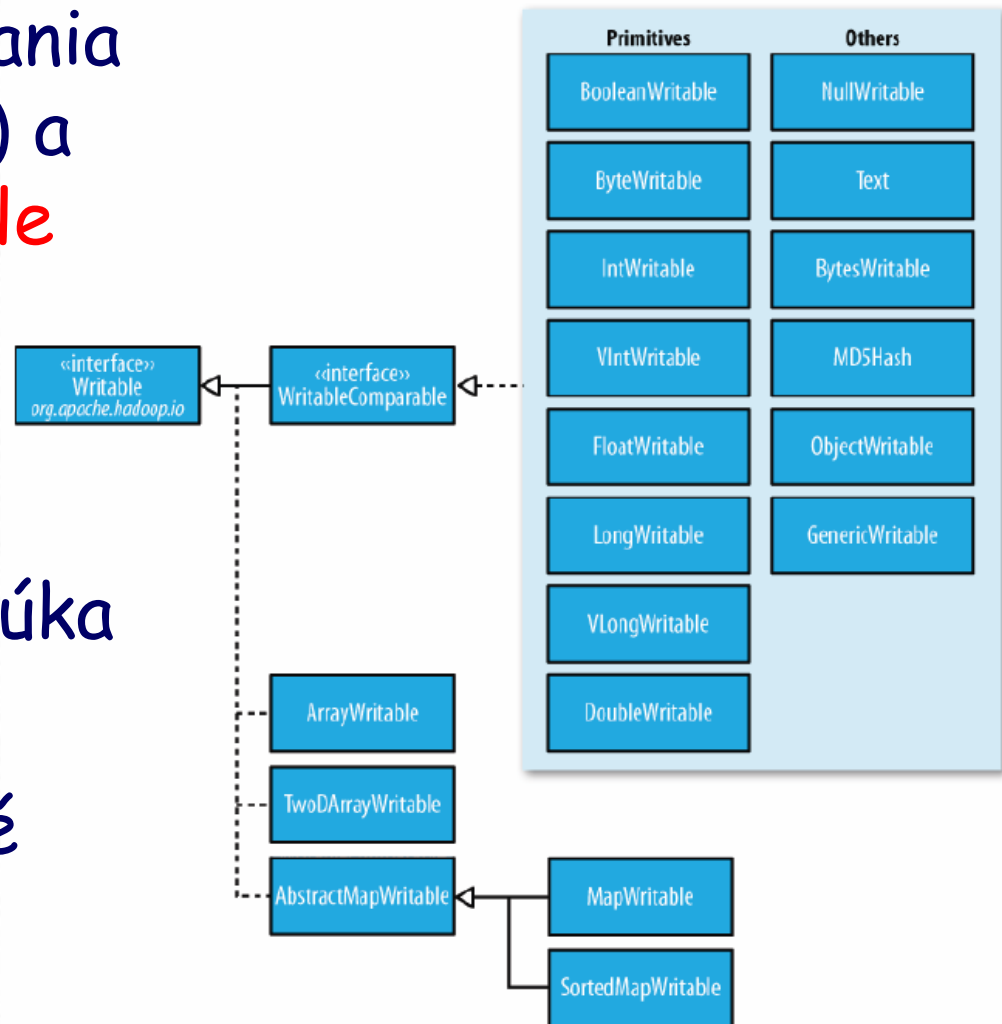 ania
) a
le
úka
é
Primitives
BooleanWritable
ByteWritable
IntWritable
VIntWritable
FloatWritable
LongWritable
VLongWritable
DoubleWritable
Others
NullWritable
Text
BytesWritable
MD5Hash
ObjectWritable
GenericWritable
«interface»
Writable
org.apache.hadoop.io
«interface»
WritableComparable
ArrayWritable
TwoDArrayWritable
AbstractMapWritable
MapWritable
SortedMapWritable